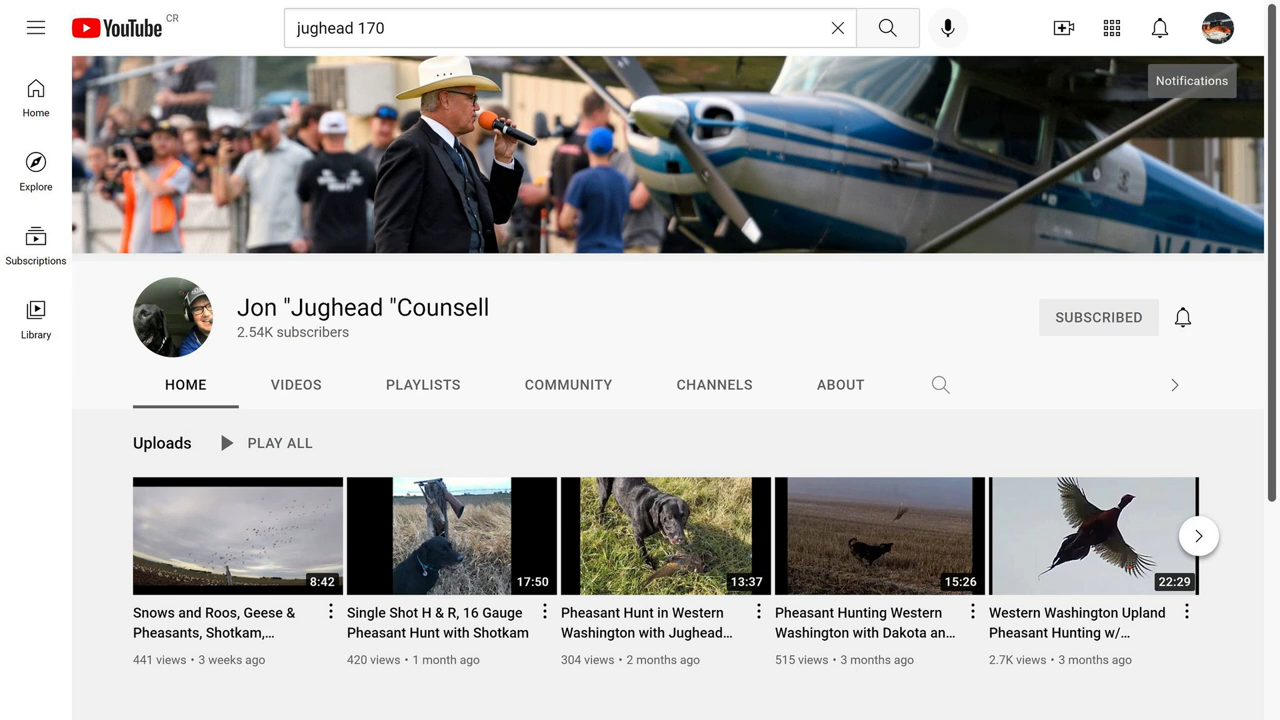 YouTube CR
jughead 170
Notifications
Home
Explore
Subscriptions
Library
Jon "Jughead "Counsell
2.54K subscribers
SUBSCRIBED
HOME VIDEOS PLAYLISTS COMMUNITY CHANNELS ABOUT
Uploads PLAY ALL
8:42
Snows and Roos, Geese &
Pheasants, Shotkam,...
441 views • 3 weeks ago
17:50
Single Shot H & R, 16 Gauge
Pheasant Hunt with Shotkam
420 views • 1 month ago
13:37
Pheasant Hunt in Western
Washington with Jughead...
304 views • 2 months ago
15:26
Pheasant Hunting Western
Washington with Dakota an...
515 views • 3 months ago
22:29
Western Washington Upland
Pheasant Hunting w/...
2.7K views • 3 months ago